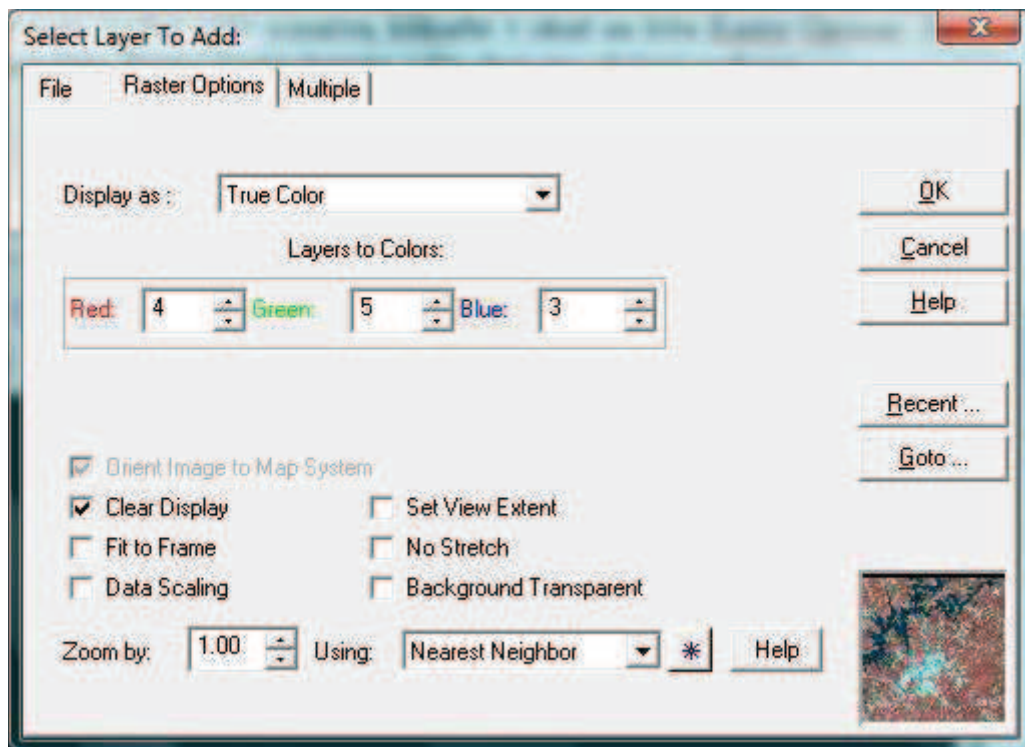 Select Layer To Add:
File Raster Options Multiple
Display as : True Color
OK
Layers to Colors:
Cancel
Red: 4 Green: 5 Blue: 3
Help
Recent ...
Goto ...
Orient Image to Map System
Clear Display Set View Extent
Fit to Frame No Stretch
Data Scaling Background Transparent
Zoom by: 1.00 Using: Nearest Neighbor Help